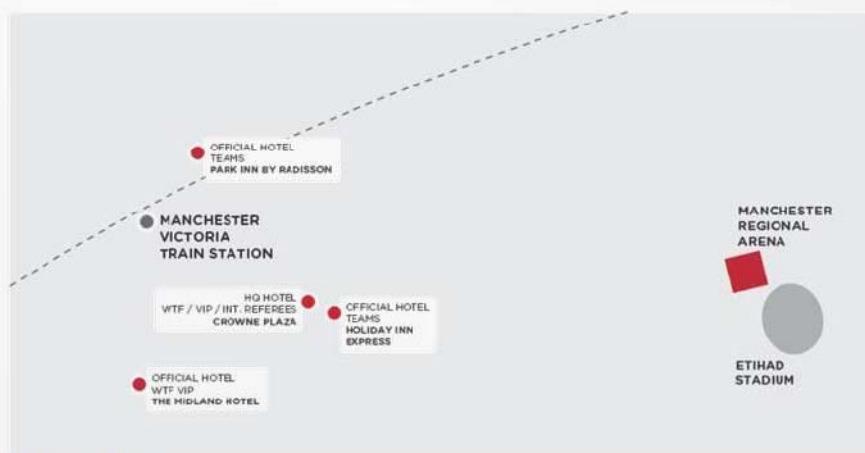 OFFICIAL HOTEL
TEAMS
PARK INN BY RADISSON
MANCHESTER
VICTORIA
TRAIN STATION
MANCHESTER
REGIONAL
ARENA
HQ HOTEL
WTF / VIP / INT. REFEREES
CROWNE PLAZA
OFFICIAL HOTEL
TEAMS
HOLIDAY INN
EXPRESS
ETIHAD
STADIUM
OFFICIAL HOTEL
WTF VIP
THE MIDLAND HOTEL